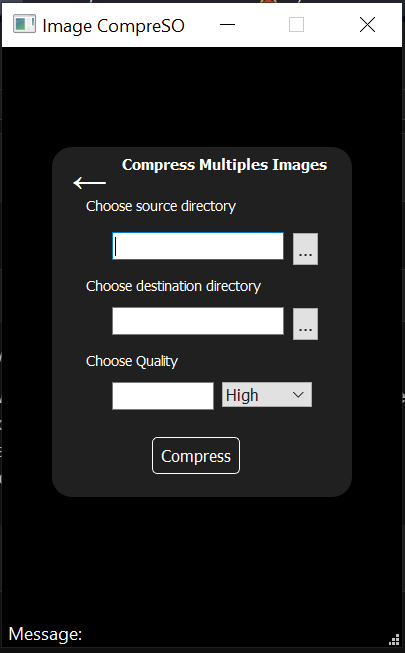 Image CompreSO
Compress Multiples Images
Choose source directory
...
Choose destination directory
...
Choose Quality
High
Compress
Message: